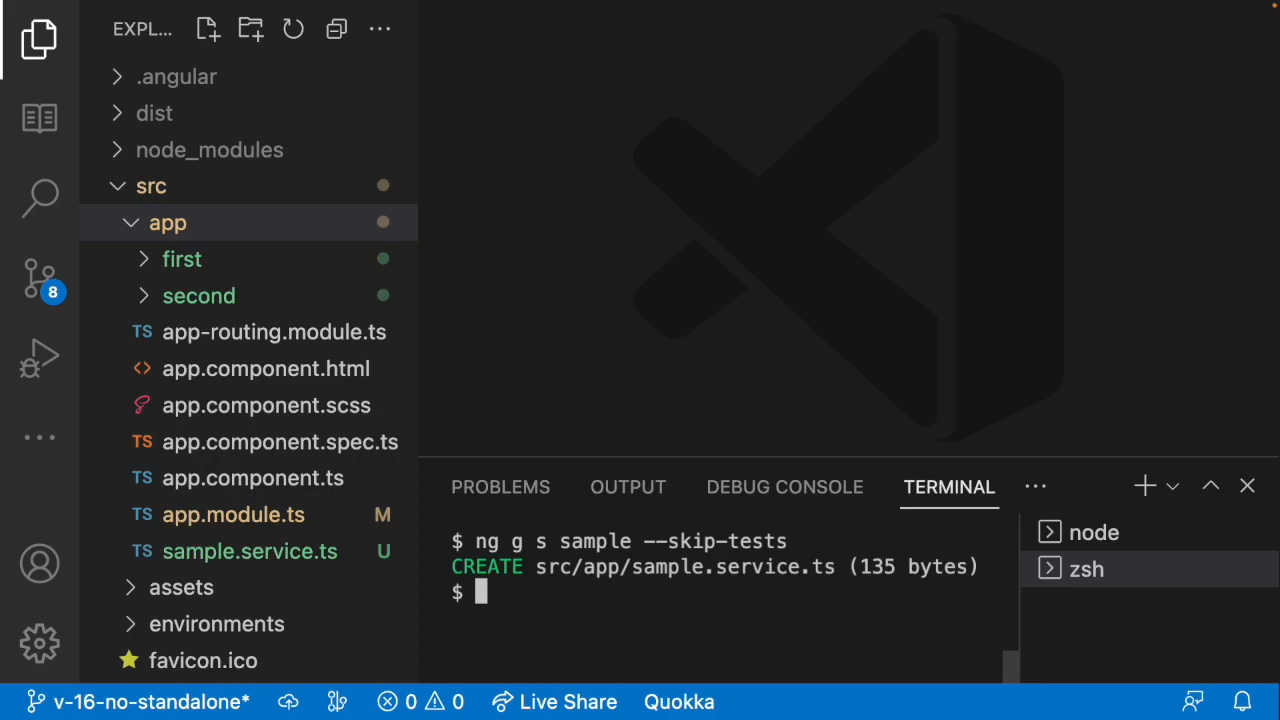 EXPL...
.angular
dist
node_modules
src
app
first
second
TS app-routing.module.ts
<> app.component.html
app.component.scss
TS app.component.spec.ts
TS app.component.ts
TS app.module.ts M
TS sample.service.ts U
assets
environments
favicon.ico
8
PROBLEMS OUTPUT DEBUG CONSOLE TERMINAL
$ ng g s sample --skip-tests
CREATE src/app/sample.service.ts (135 bytes)
$
node
zsh
v-16-no-standalone* 0 0 Live Share Quokka